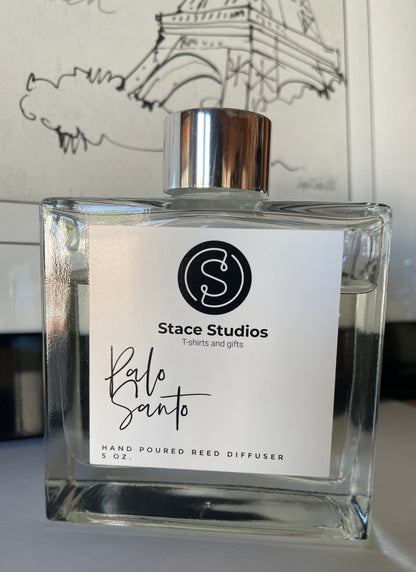 S
Stace Studios
T-shirts and gifts
Palo
Santo
HAND POURED REED DIFFUSER
5 OZ.